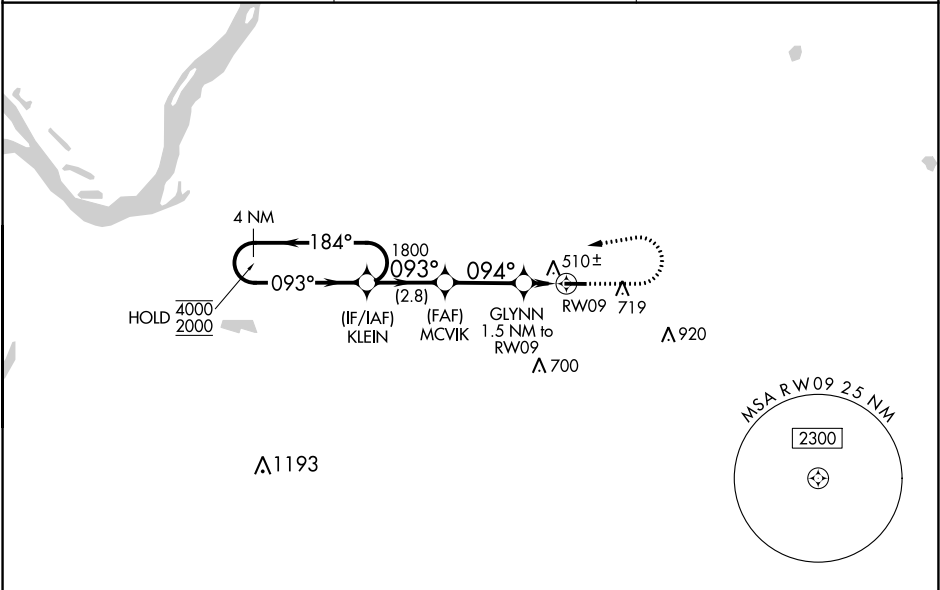 4 NM
184°
1800
093°
093°
094°
(2.8)
510±
HOLD 4000
2000
(IF/IAF)
KLEIN
(FAF)
MCVIK
GLYNN
1.5 NM to
RW09
RW09
719
920
700
1193
MSA RW09 25 NM
2300